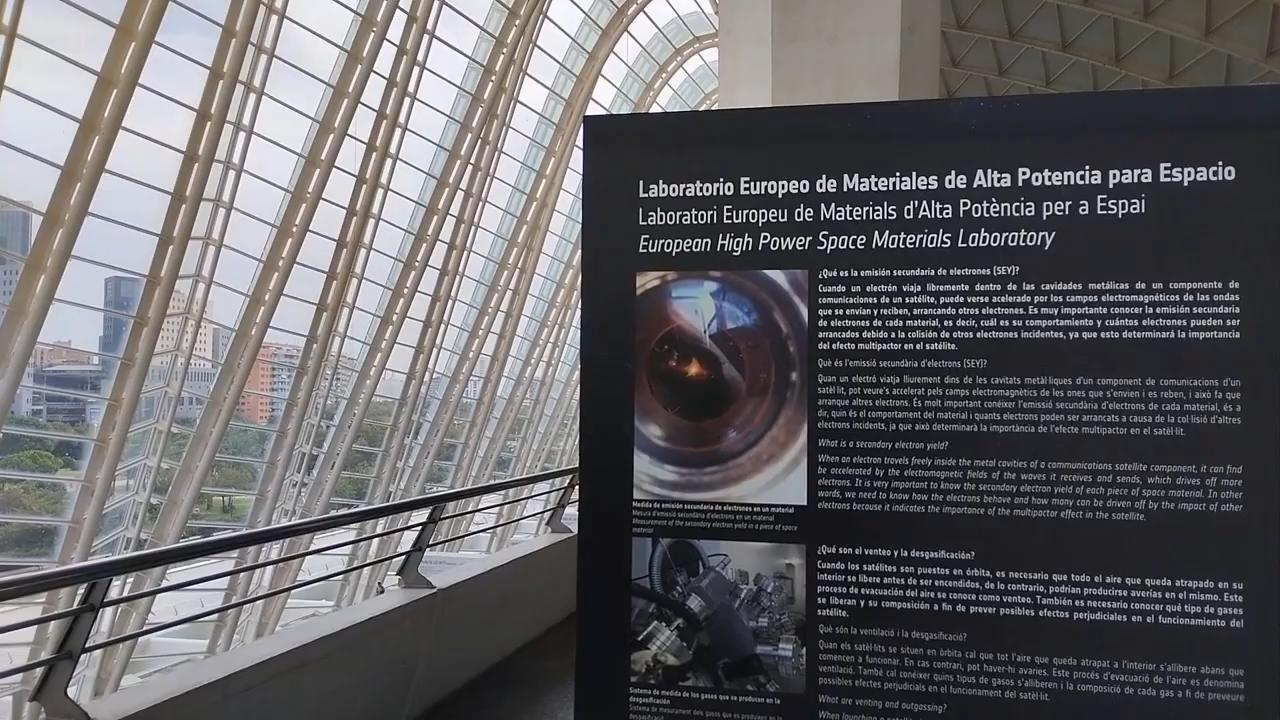 Laboratorio Europeo de Materiales de Alta Potencia para Espacio
Laboratori Europeu de Materials d'Alta Potència per a Espai
European High Power Space Materials Laboratory
¿Qué es la emisión secundaria de electrones (SEY)?
Cuando un electrón viaja libremente dentro de las cavidades metálicas de un componente de
comunicaciones de un satélite, puede verse acelerado por los campos electromagnéticos de las ondas
que se envían y reciben, arrancando otros electrones. Es muy importante conocer la emisión secundaria
de electrones de cada material, es decir, cuál es su comportamiento y cuántos electrones pueden ser
arrancados debido a la colisión de otros electrones incidentes, ya que esto determinará la importancia
del efecto multipactor en el satélite.
Què és l'emissió secundària d'electrons (SEY)?
Quan un electró viatja lliurement dins de les cavitats metàl·liques d'un component de comunicacions d'un
satèl·lit, pot veure's accelerat pels camps electromagnètics de les ones que s'envien i es reben, i això fa que
arranque altres electrons. És molt important conéixer l'emissió secundària d'electrons de cada material, és a
dir, quin és el comportament del material i quants electrons poden ser arrancats a causa de la col·lisió d'altres
electrons incidents, ja que això determinarà la importància de l'efecte multipactor en el satèl·lit.
What is a secondary electron yield?
When an electron travels freely inside the metal cavities of a communications satellite component, it can find
be accelerated by the electromagnetic fields of the waves it receives and sends, which drives off more
electrons. It is very important to know the secondary electron yield of each piece of space material. In other
words, we need to know how the electrons behave and how many can be driven off by the impact of other
electrons because it indicates the importance of the multipactor effect in the satellite.
Medida de emisión secundaria de electrones en un material
Mesura d'emissió secundària d'electrons en un material
Measurement of the secondary electron yield in a piece of space
material
¿Qué son el venteo y la desgasificación?
Cuando los satélites son puestos en órbita, es necesario que todo el aire que queda atrapado en su
interior se libere antes de ser encendidos, de lo contrario, podrían producirse averías en el mismo. Este
proceso de evacuación del aire se conoce como venteo. También es necesario conocer qué tipo de gases
se liberan y su composición a fin de prever posibles efectos perjudiciales en el funcionamiento del
satélite.
Què són la ventilació i la desgasificació?
Quan els satèl·lits se situen en òrbita cal que tot l'aire que queda atrapat a l'interior s'allibere abans que
comencen a funcionar. En cas contrari, pot haver-hi avaries. Este procés d'evacuació de l'aire es denomina
ventilació. També cal conéixer quins tipus de gasos s'alliberen i la composició de cada gas a fi de preveure
possibles efectes perjudicials en el funcionament del satèl·lit.
What are venting and outgassing?
When launching a
Sistema de medida de los gases que se producen en la
desgasificación
Sistema de mesurament dels gasos que es produeixen en la
desgasificació